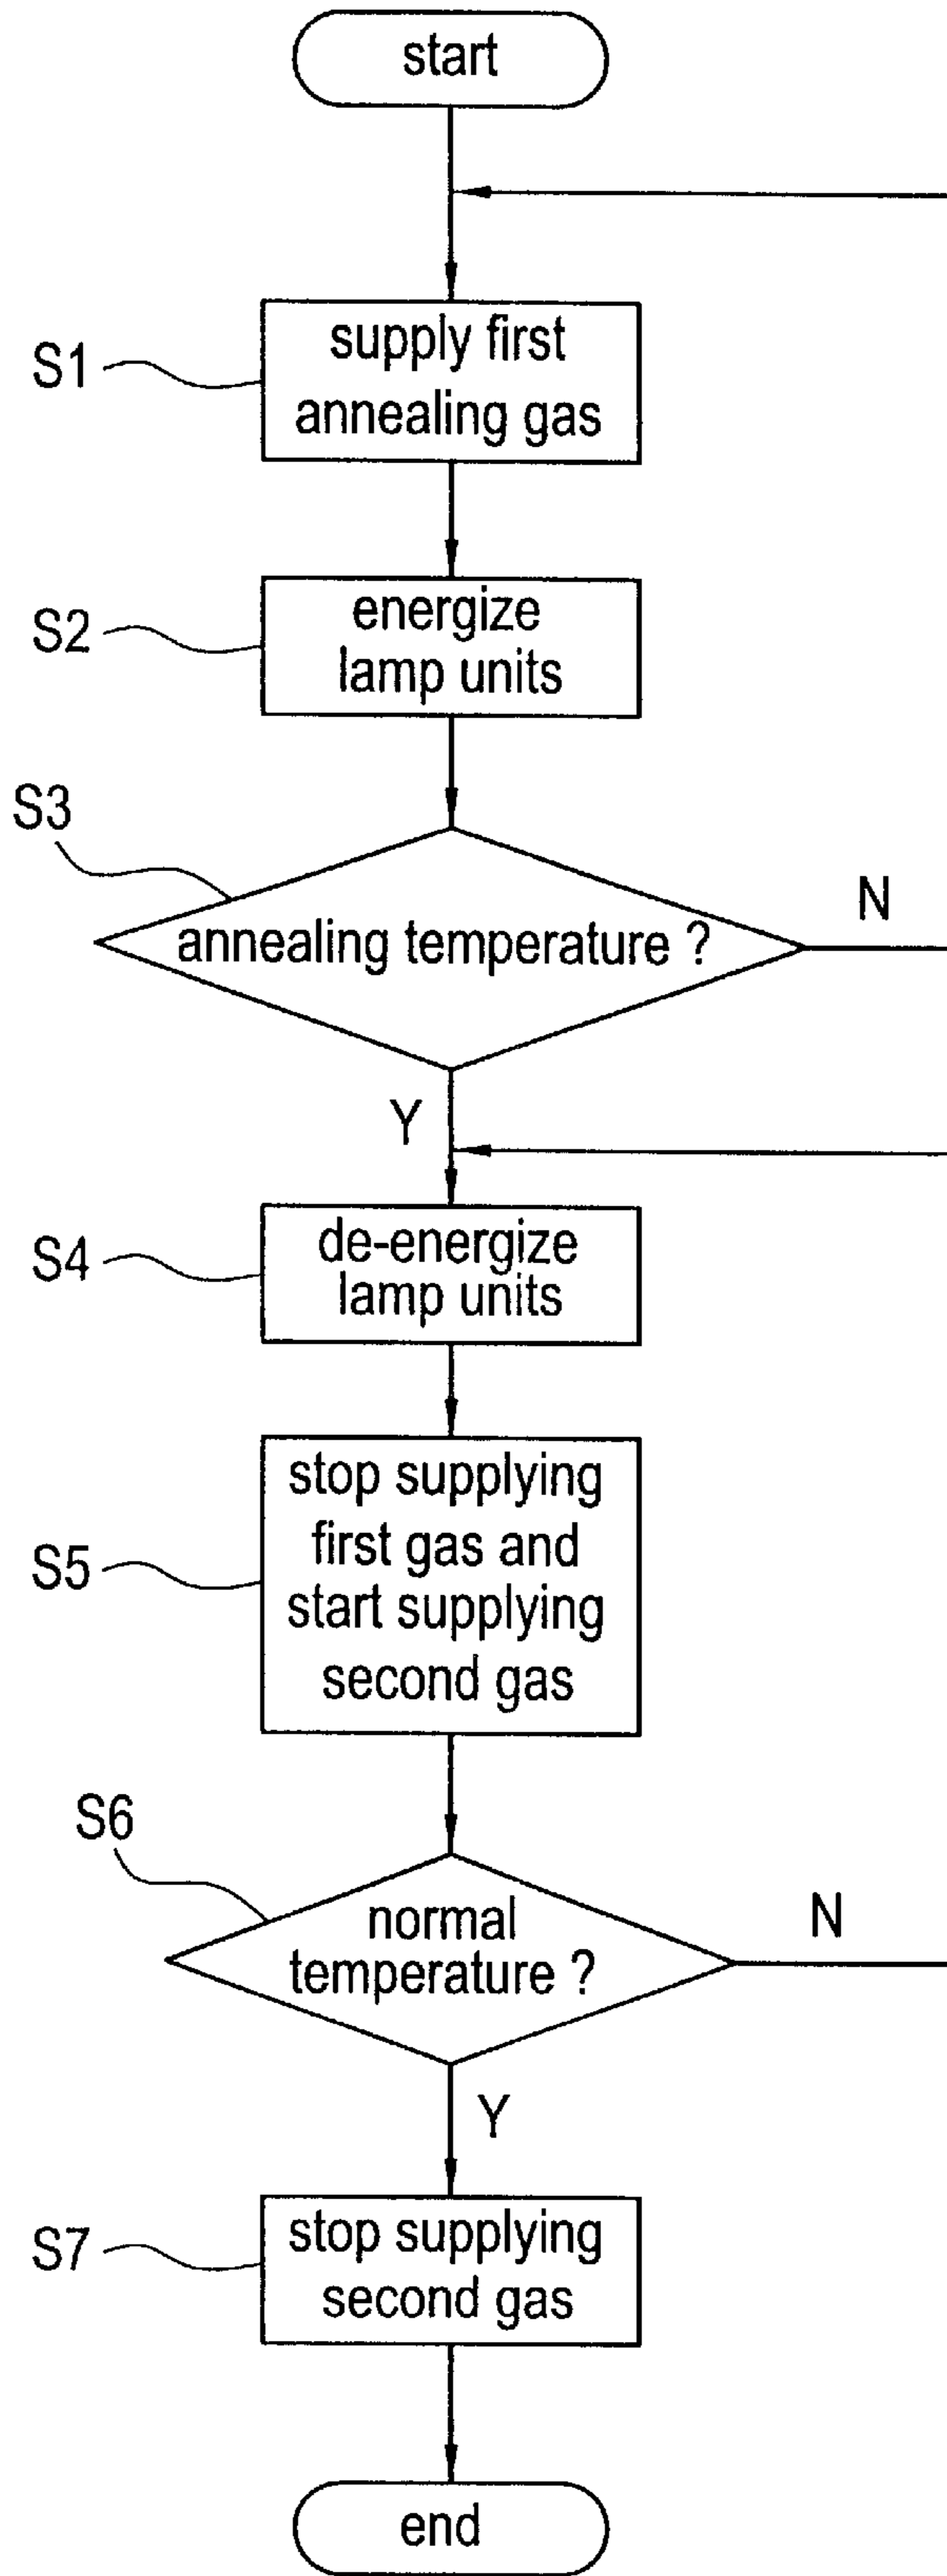 start
S1
supply first
annealing gas
S2
energize
lamp units
S3
annealing temperature ?
N
Y
S4
de-energize
lamp units
S5
stop supplying
first gas and
start supplying
second gas
S6
normal
temperature ?
N
Y
S7
stop supplying
second gas
end